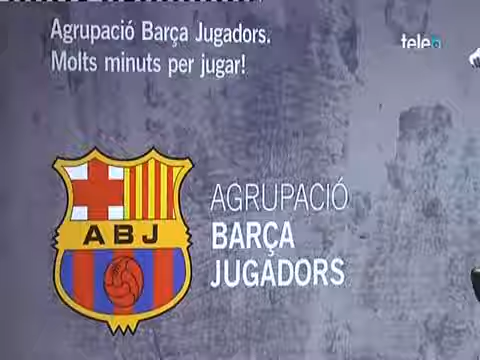 Agrupació Barça Jugadors.
Molts minuts per jugar!
tele
ABJ
AGRUPACIÓ
BARÇA
JUGADORS